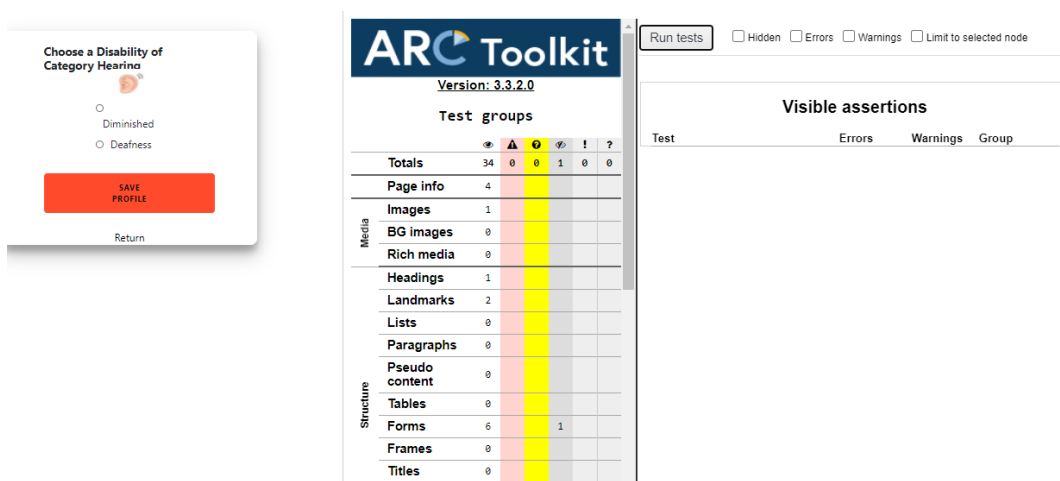 Choose a Disability of
Category Hearing
Diminished
Deafness
SAVE
PROFILE
Return
ARC Toolkit
Version: 3.3.2.0
Test groups
! ?
Totals 34 0 0 1 0 0
Page info 4
Media
Images 1
BG images 0
Rich media 0
Structure
Headings 1
Landmarks 2
Lists 0
Paragraphs 0
Pseudo
content 0
Tables 0
Forms 6 1
Frames 0
Titles 0
Run tests Hidden Errors Warnings Limit to selected node
Visible assertions
Test Errors Warnings Group